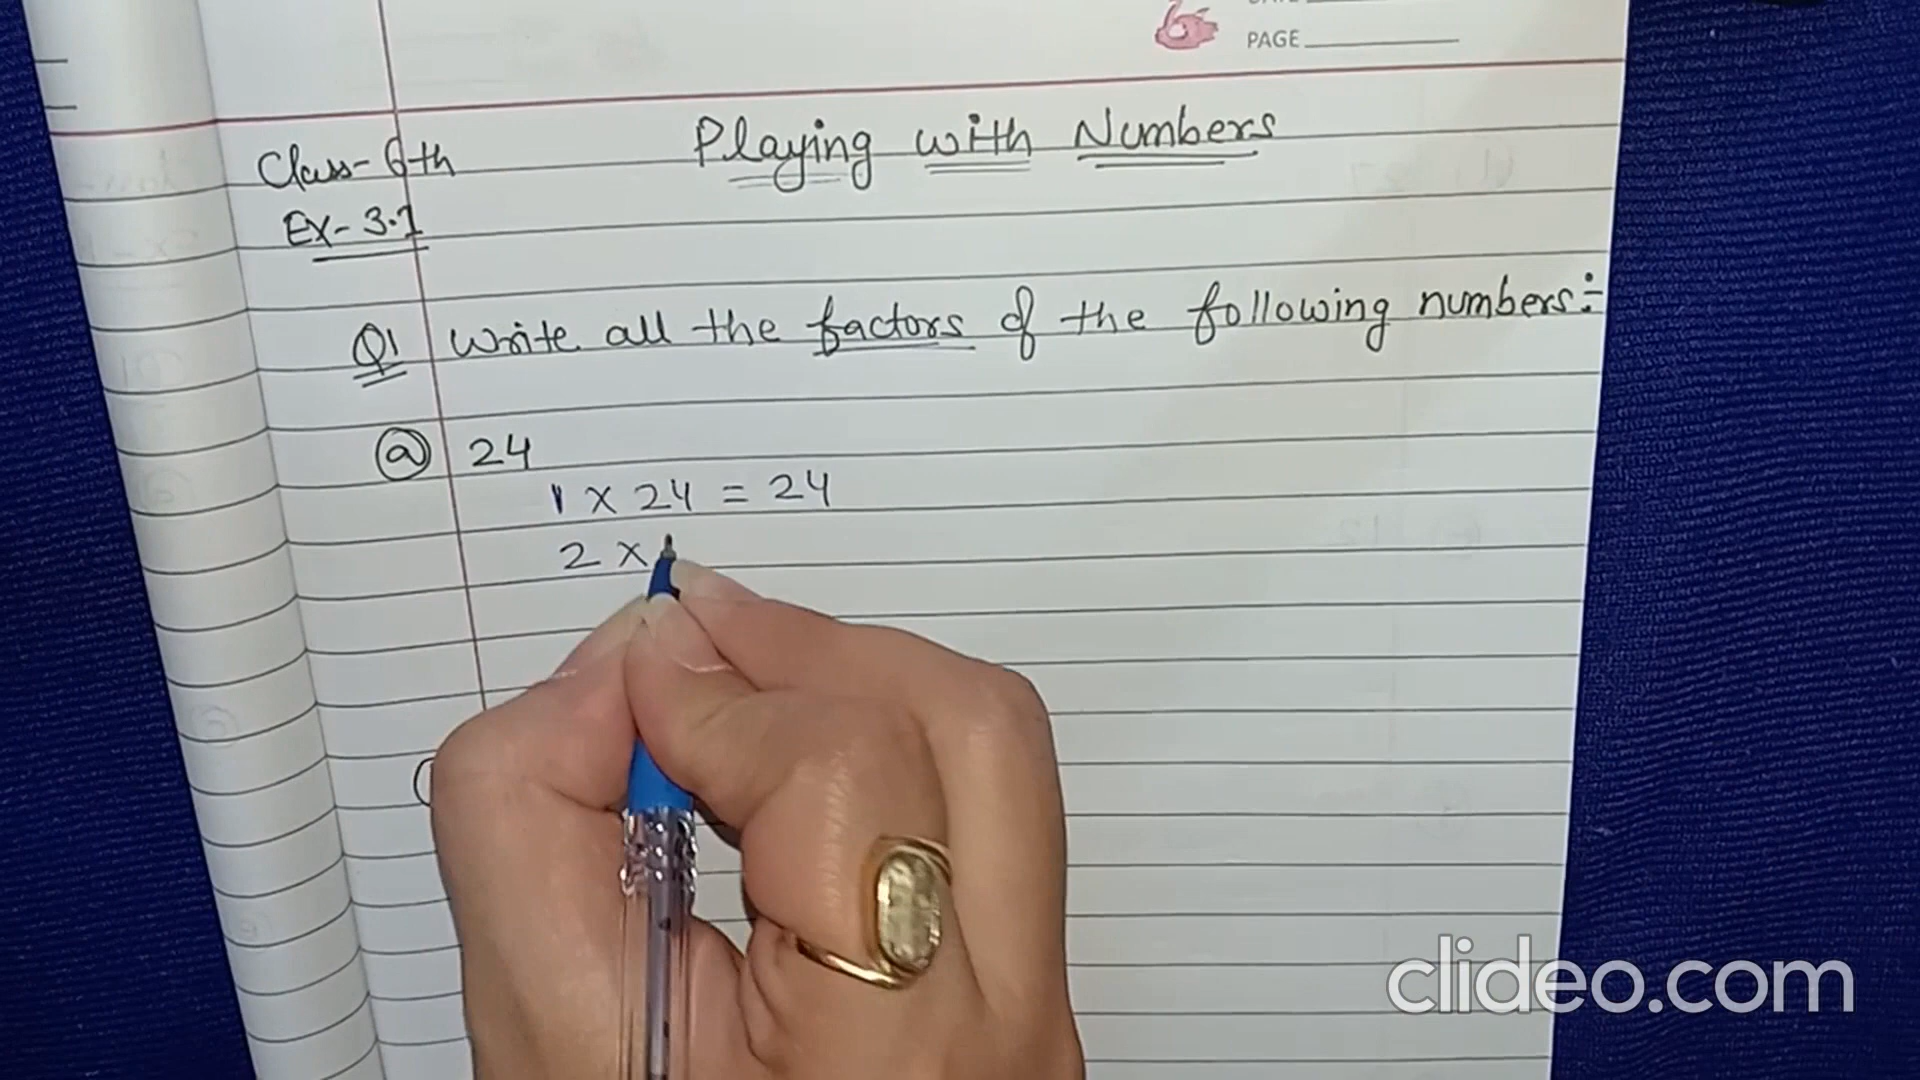 PAGE
Class-6th
Playing with Numbers
Ex-3.1
Q1 Write all the factors of the following numbers:-
(a) 24
1 × 24 = 24
2 ×
clideo.com